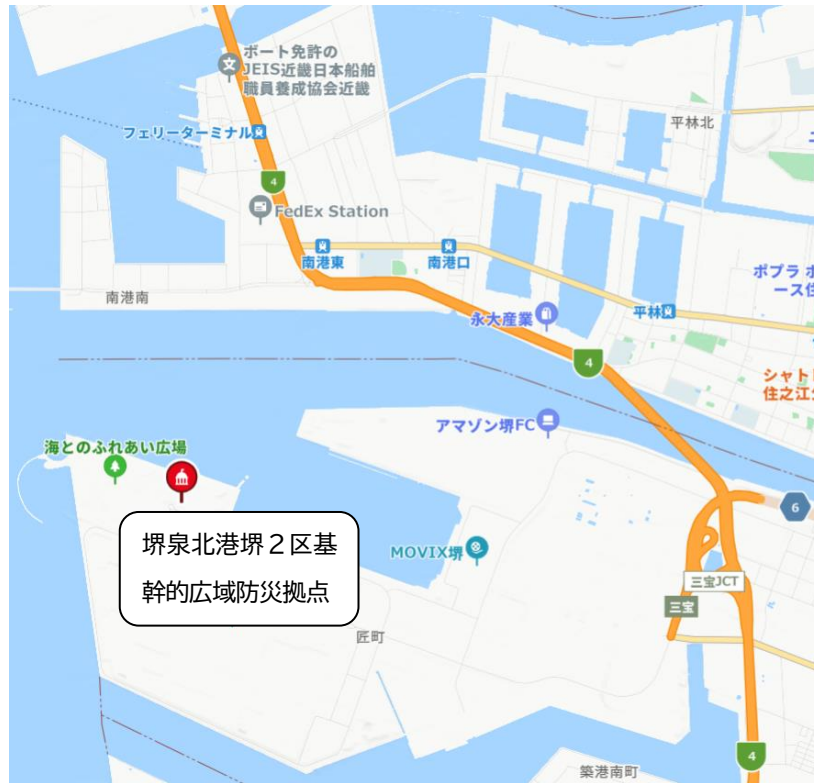 ボート免許の
JEIS近畿日本船舶
職員養成協会近畿
平林北
フェリーターミナル
4
FedEx Station
南港東
南港口
ポプラ ポ
ース住
南港南
永大産業
平林
4
シャト
住之江
アマゾン堺FC
海とのふれあい広場
6
堺泉北港堺2区基
幹的広域防災拠点
MOVIX堺
三宝JCT
三宝
匠町
4
築港南町